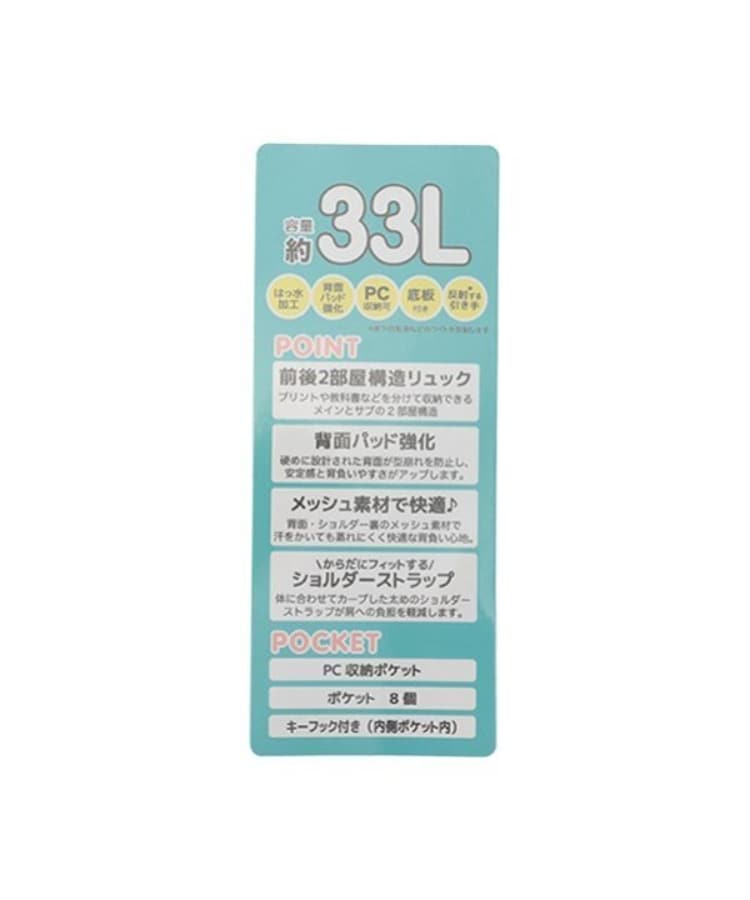 容量
約33L
はっ水
加工
背面
パッド
強化
PC
収納可
底板
付き
反射*する
引き手
POINT
前後2部屋構造リュック
プリントや教科書などを分けて収納できる
メインとサブの2部屋構造
背面パッド強化
硬めに設計された背面が型崩れを防止し、
安定感と背負いやすさがアップします。
メッシュ素材で快適♪
背面・ショルダー裏のメッシュ素材で
汗をかいても蒸れにくく快適な背負い心地。
\からだにフィットする/
ショルダーストラップ
体に合わせてカーブした太めのショルダー
ストラップが肩への負担を軽減します。
POCKET
PC収納ポケット
ポケット 8個
キーフック付き（内側ポケット内）